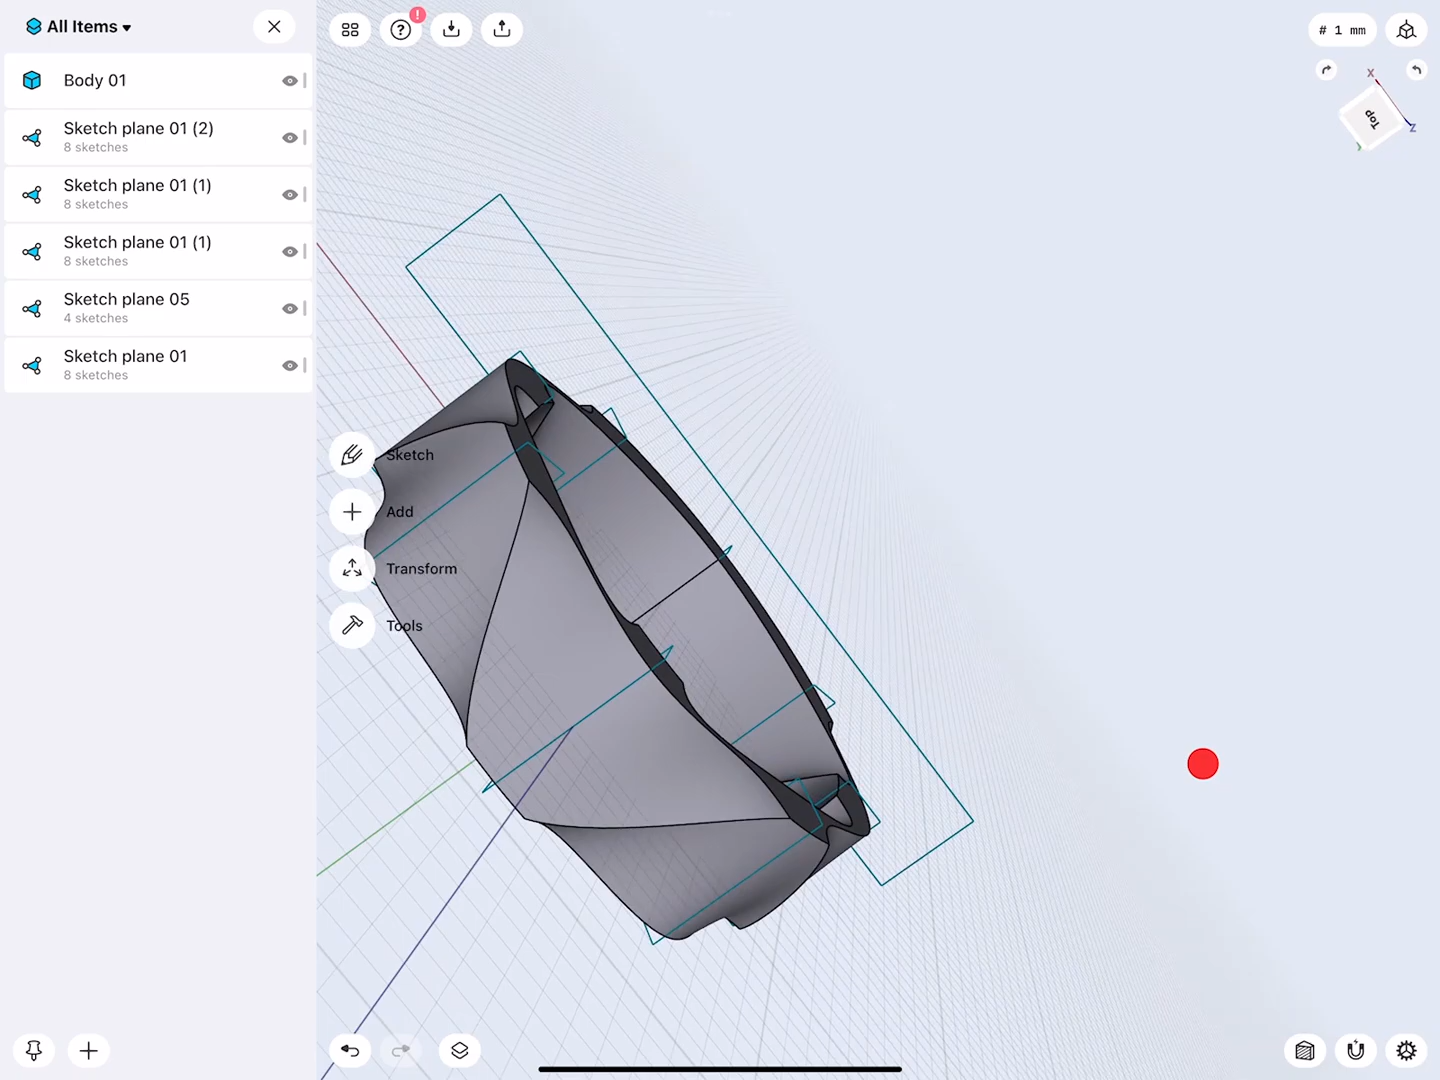 All Items
Body 01
Sketch plane 01 (2)
8 sketches
Sketch plane 01 (1)
8 sketches
Sketch plane 01 (1)
8 sketches
Sketch plane 05
4 sketches
Sketch plane 01
8 sketches
?
!
# 1 mm
X
Top
Z
Y
Sketch
Add
Transform
Tools